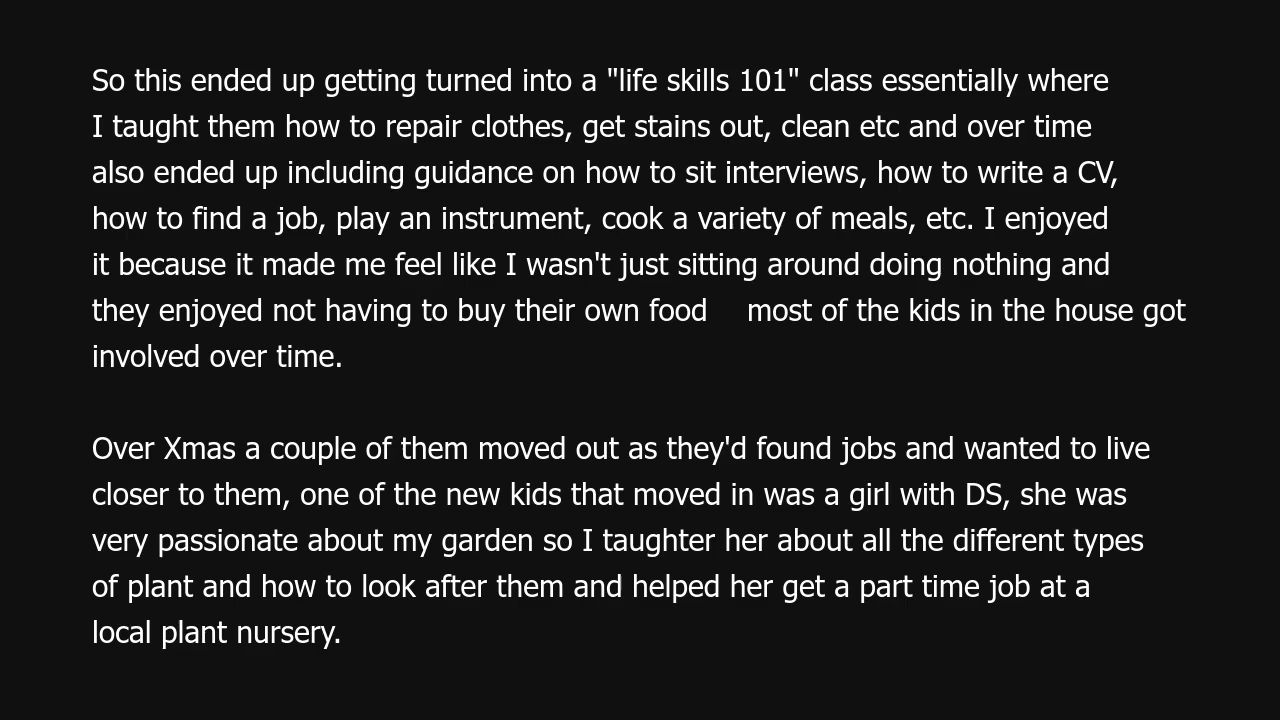 So this ended up getting turned into a "life skills 101" class essentially where
I taught them how to repair clothes, get stains out, clean etc and over time
also ended up including guidance on how to sit interviews, how to write a CV,
how to find a job, play an instrument, cook a variety of meals, etc. I enjoyed
it because it made me feel like I wasn't just sitting around doing nothing and
they enjoyed not having to buy their own food most of the kids in the house got
involved over time.
Over Xmas a couple of them moved out as they'd found jobs and wanted to live
closer to them, one of the new kids that moved in was a girl with DS, she was
very passionate about my garden so I taughter her about all the different types
of plant and how to look after them and helped her get a part time job at a
local plant nursery.